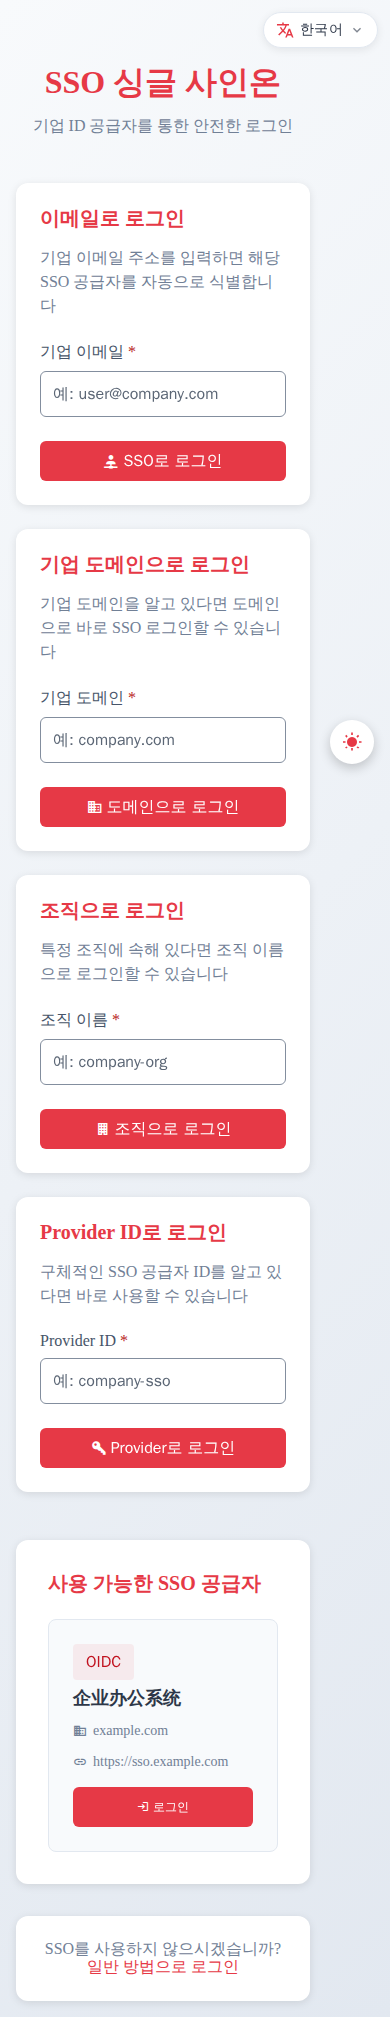 한국어
SSO 싱글 사인온
기업 ID 공급자를 통한 안전한 로그인
이메일로 로그인
기업 이메일 주소를 입력하면 해당
SSO 공급자를 자동으로 식별합니
다
기업 이메일 *
예: user@company.com
SSO로 로그인
기업 도메인으로 로그인
기업 도메인을 알고 있다면 도메인
으로 바로 SSO 로그인할 수 있습니
다
기업 도메인 *
예: company.com
도메인으로 로그인
조직으로 로그인
특정 조직에 속해 있다면 조직 이름
으로 로그인할 수 있습니다
조직 이름 *
예: company-org
조직으로 로그인
Provider ID로 로그인
구체적인 SSO 공급자 ID를 알고 있
다면 바로 사용할 수 있습니다
Provider ID *
예: company-sso
Provider로 로그인
사용 가능한 SSO 공급자
OIDC
企业办公系统
example.com
https://sso.example.com
로그인
SSO를 사용하지 않으시겠습니까?
일반 방법으로 로그인